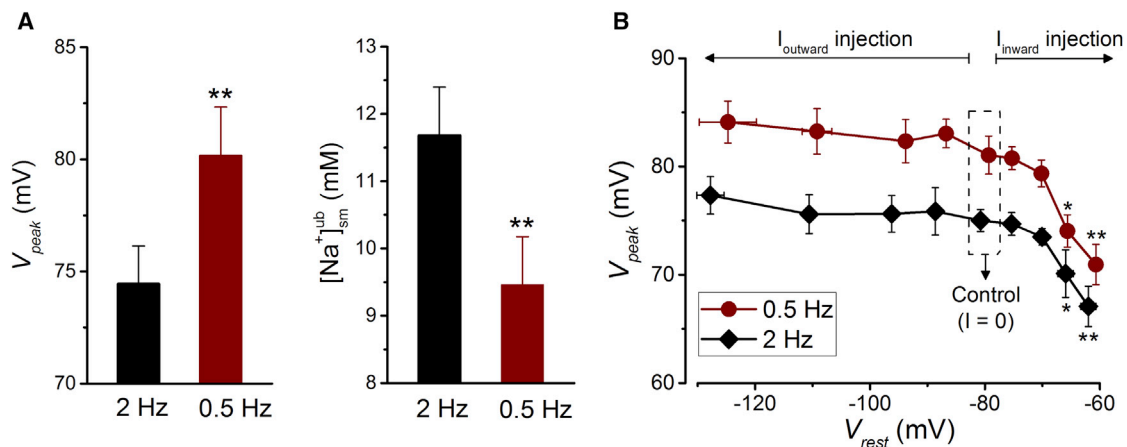 A
V_peak (mV)
85
80
75
70
**
2 Hz
0.5 Hz
[Na⁺]ᵘᵇ_sm (mM)
13
12
11
10
9
8
**
2 Hz
0.5 Hz
B
I_outward injection
I_inward injection
V_peak (mV)
90
80
70
60
*
**
*
**
Control
(I = 0)
0.5 Hz
2 Hz
-120
-100
-80
-60
V_rest (mV)